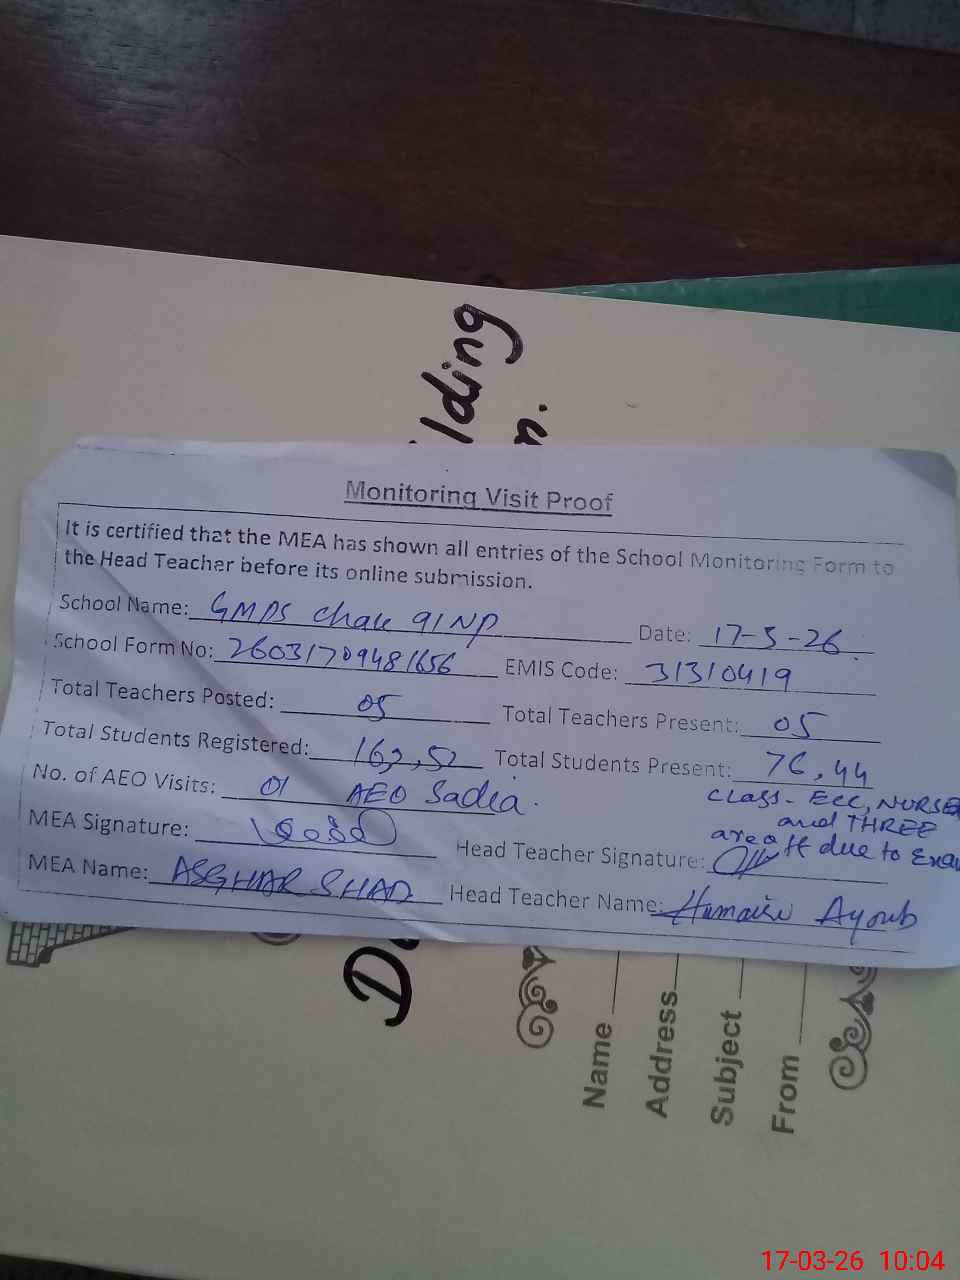 lding
n.
Monitoring Visit Proof
It is certified that the MEA has shown all entries of the School Monitoring Form to
the Head Teacher before its online submission.
School Name: GMPS Chak 91NP Date: 17-3-26
School Form No: 26031709481656 EMIS Code: 31310419
Total Teachers Posted: 05 Total Teachers Present: 05
Total Students Registered: 163,52 Total Students Present: 76,44
No. of AEO Visits: 01 AEO Sadia.
class- ECC, NURSE
and THREE
are off due to Exam
MEA Signature: Head Teacher Signature:
MEA Name: ASGHAR SHAD Head Teacher Name: Humaira Ayoub
D
Name
Address
Subject
From
17-03-26 10:04